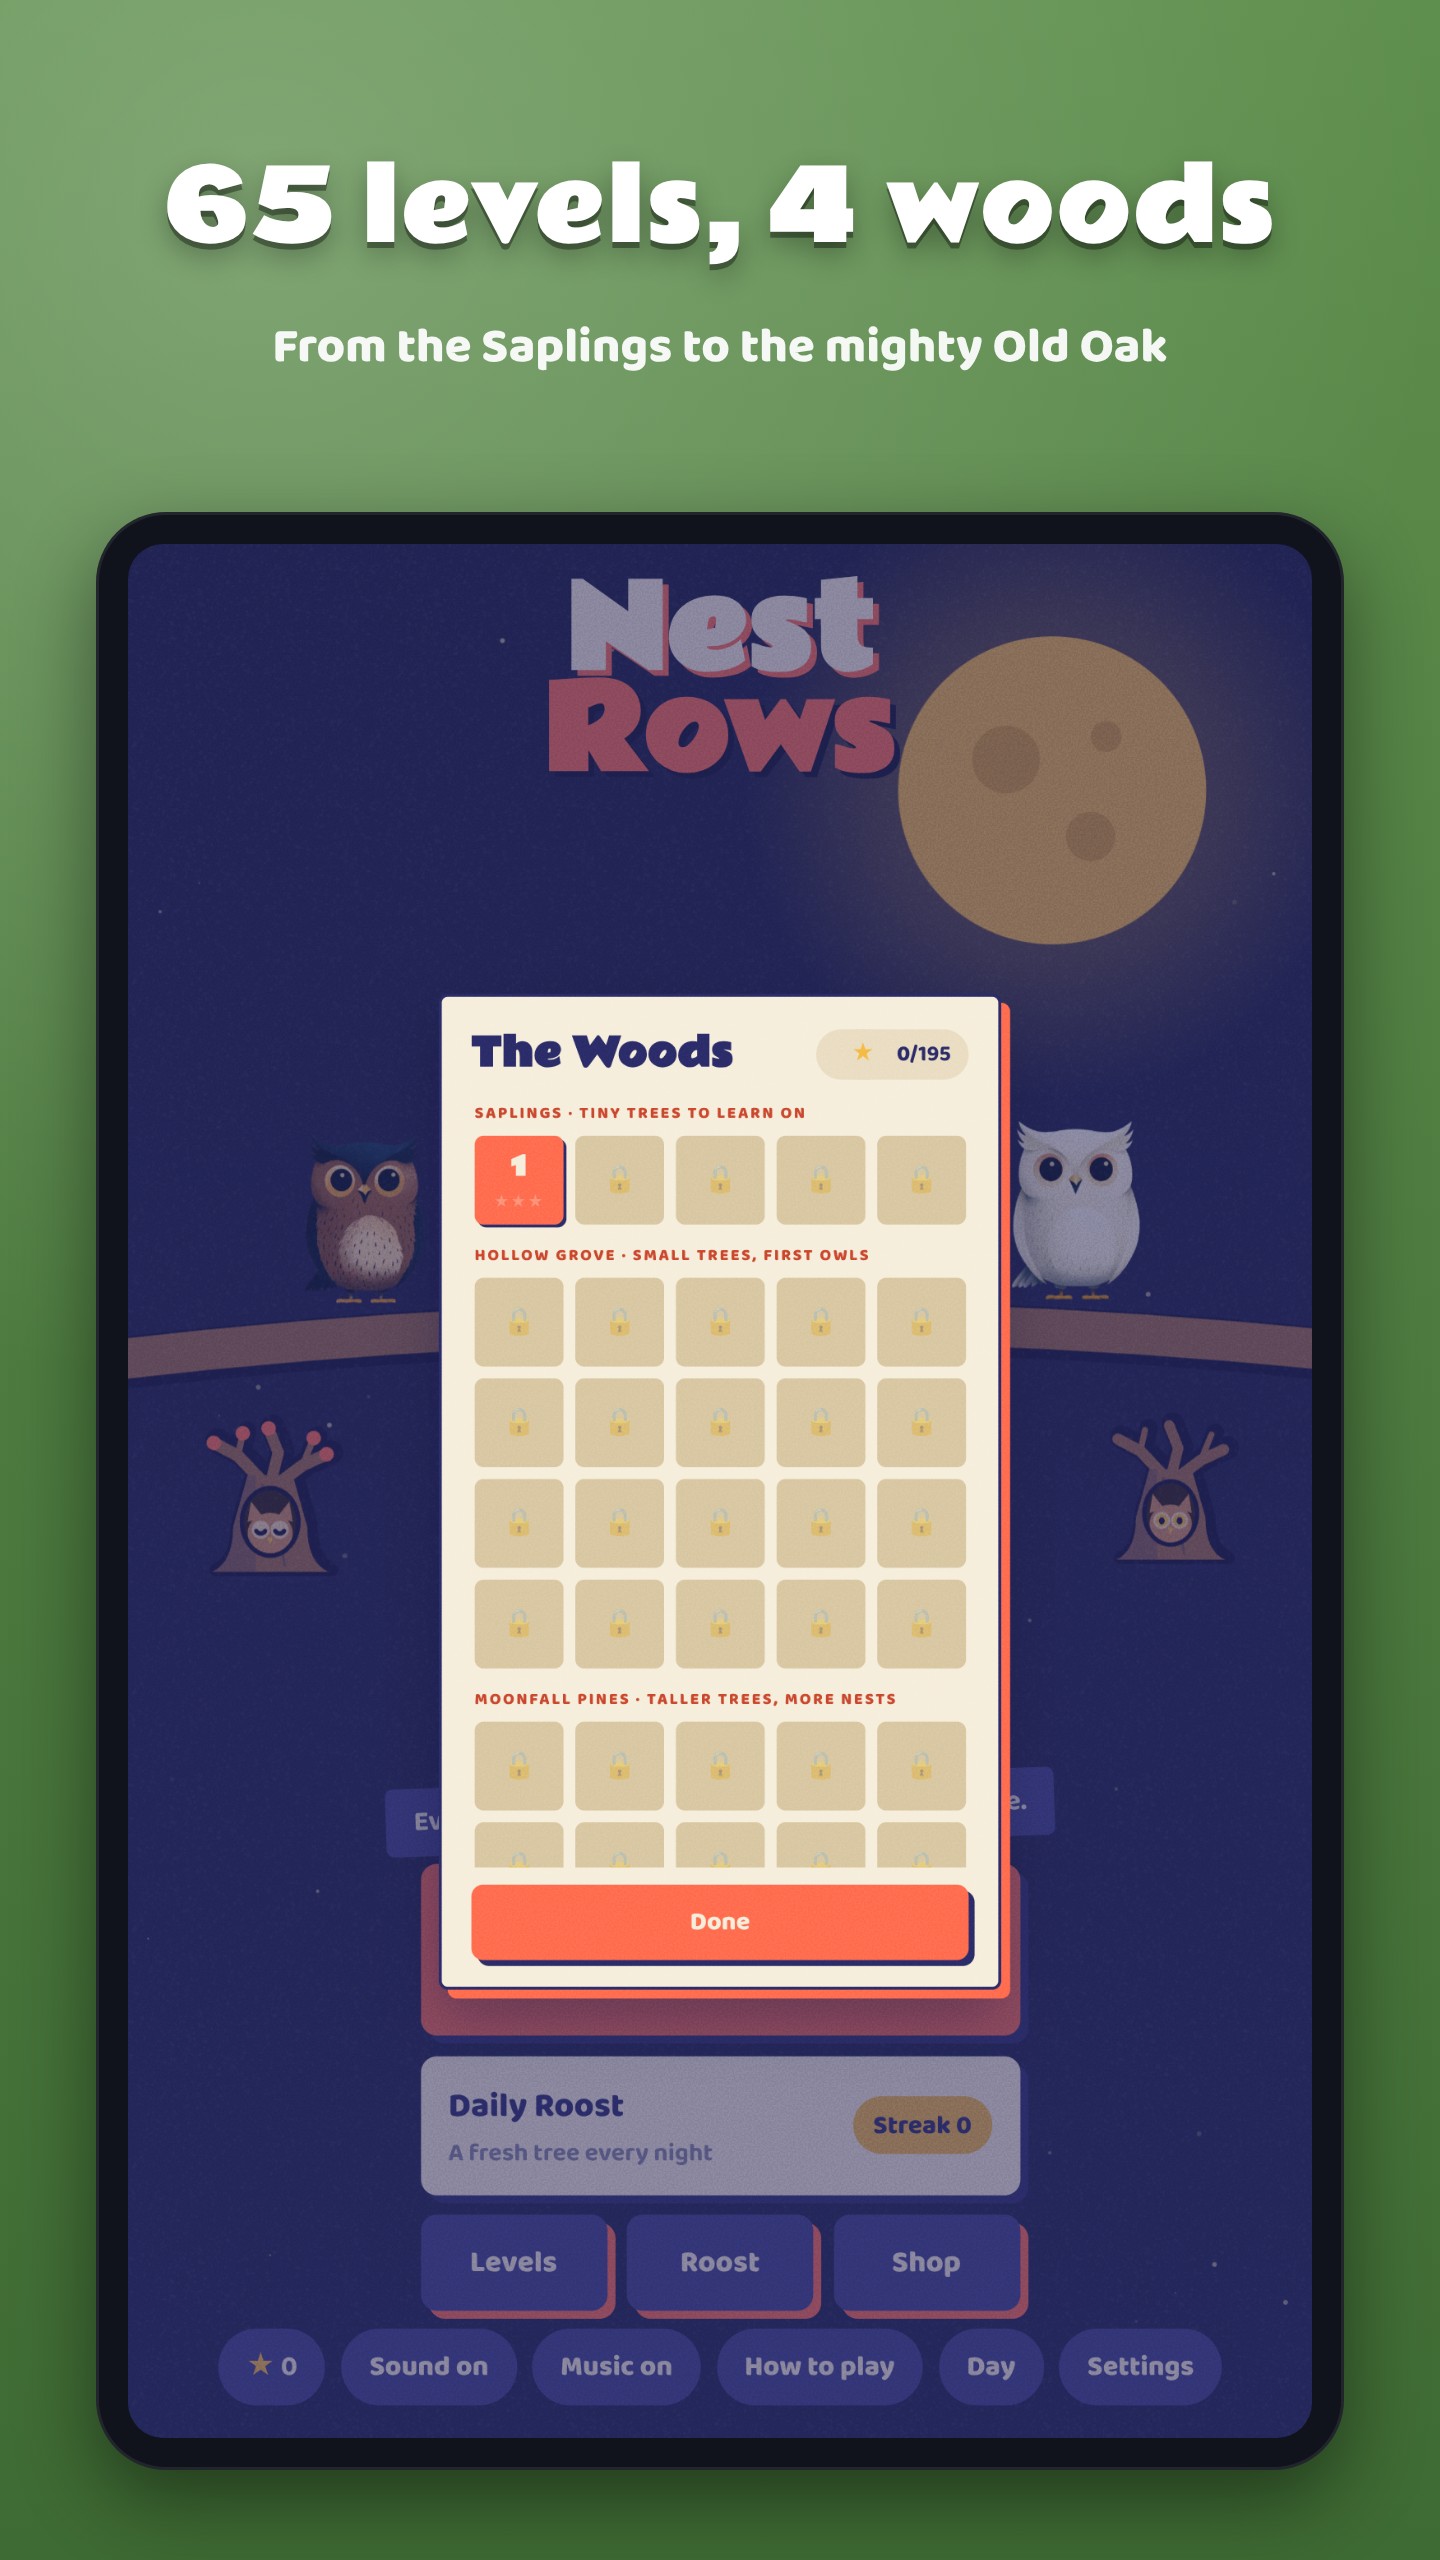 65 levels, 4 woods
From the Saplings to the mighty Old Oak
Nest
Rows
The Woods
★ 0/195
SAPLINGS · TINY TREES TO LEARN ON
1
★★★
HOLLOW GROVE · SMALL TREES, FIRST OWLS
MOONFALL PINES · TALLER TREES, MORE NESTS
Done
Daily Roost
Streak 0
A fresh tree every night
Levels
Roost
Shop
★ 0
Sound on
Music on
How to play
Day
Settings